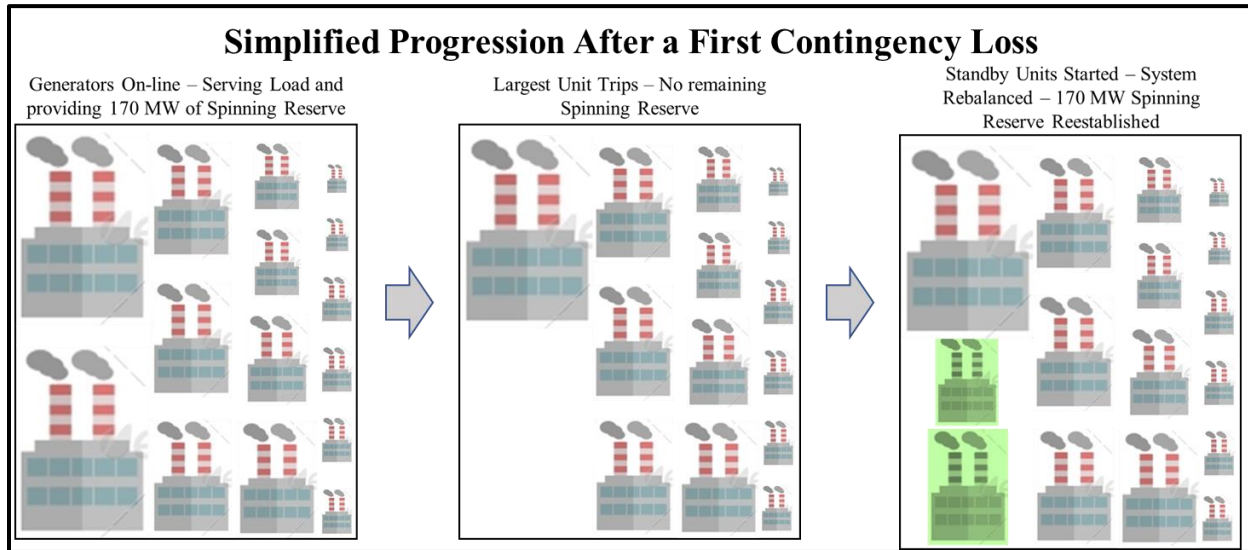 Simplified Progression After a First Contingency Loss
Generators On-line – Serving Load and
providing 170 MW of Spinning Reserve
Largest Unit Trips – No remaining
Spinning Reserve
Standby Units Started – System
Rebalanced – 170 MW Spinning
Reserve Reestablished